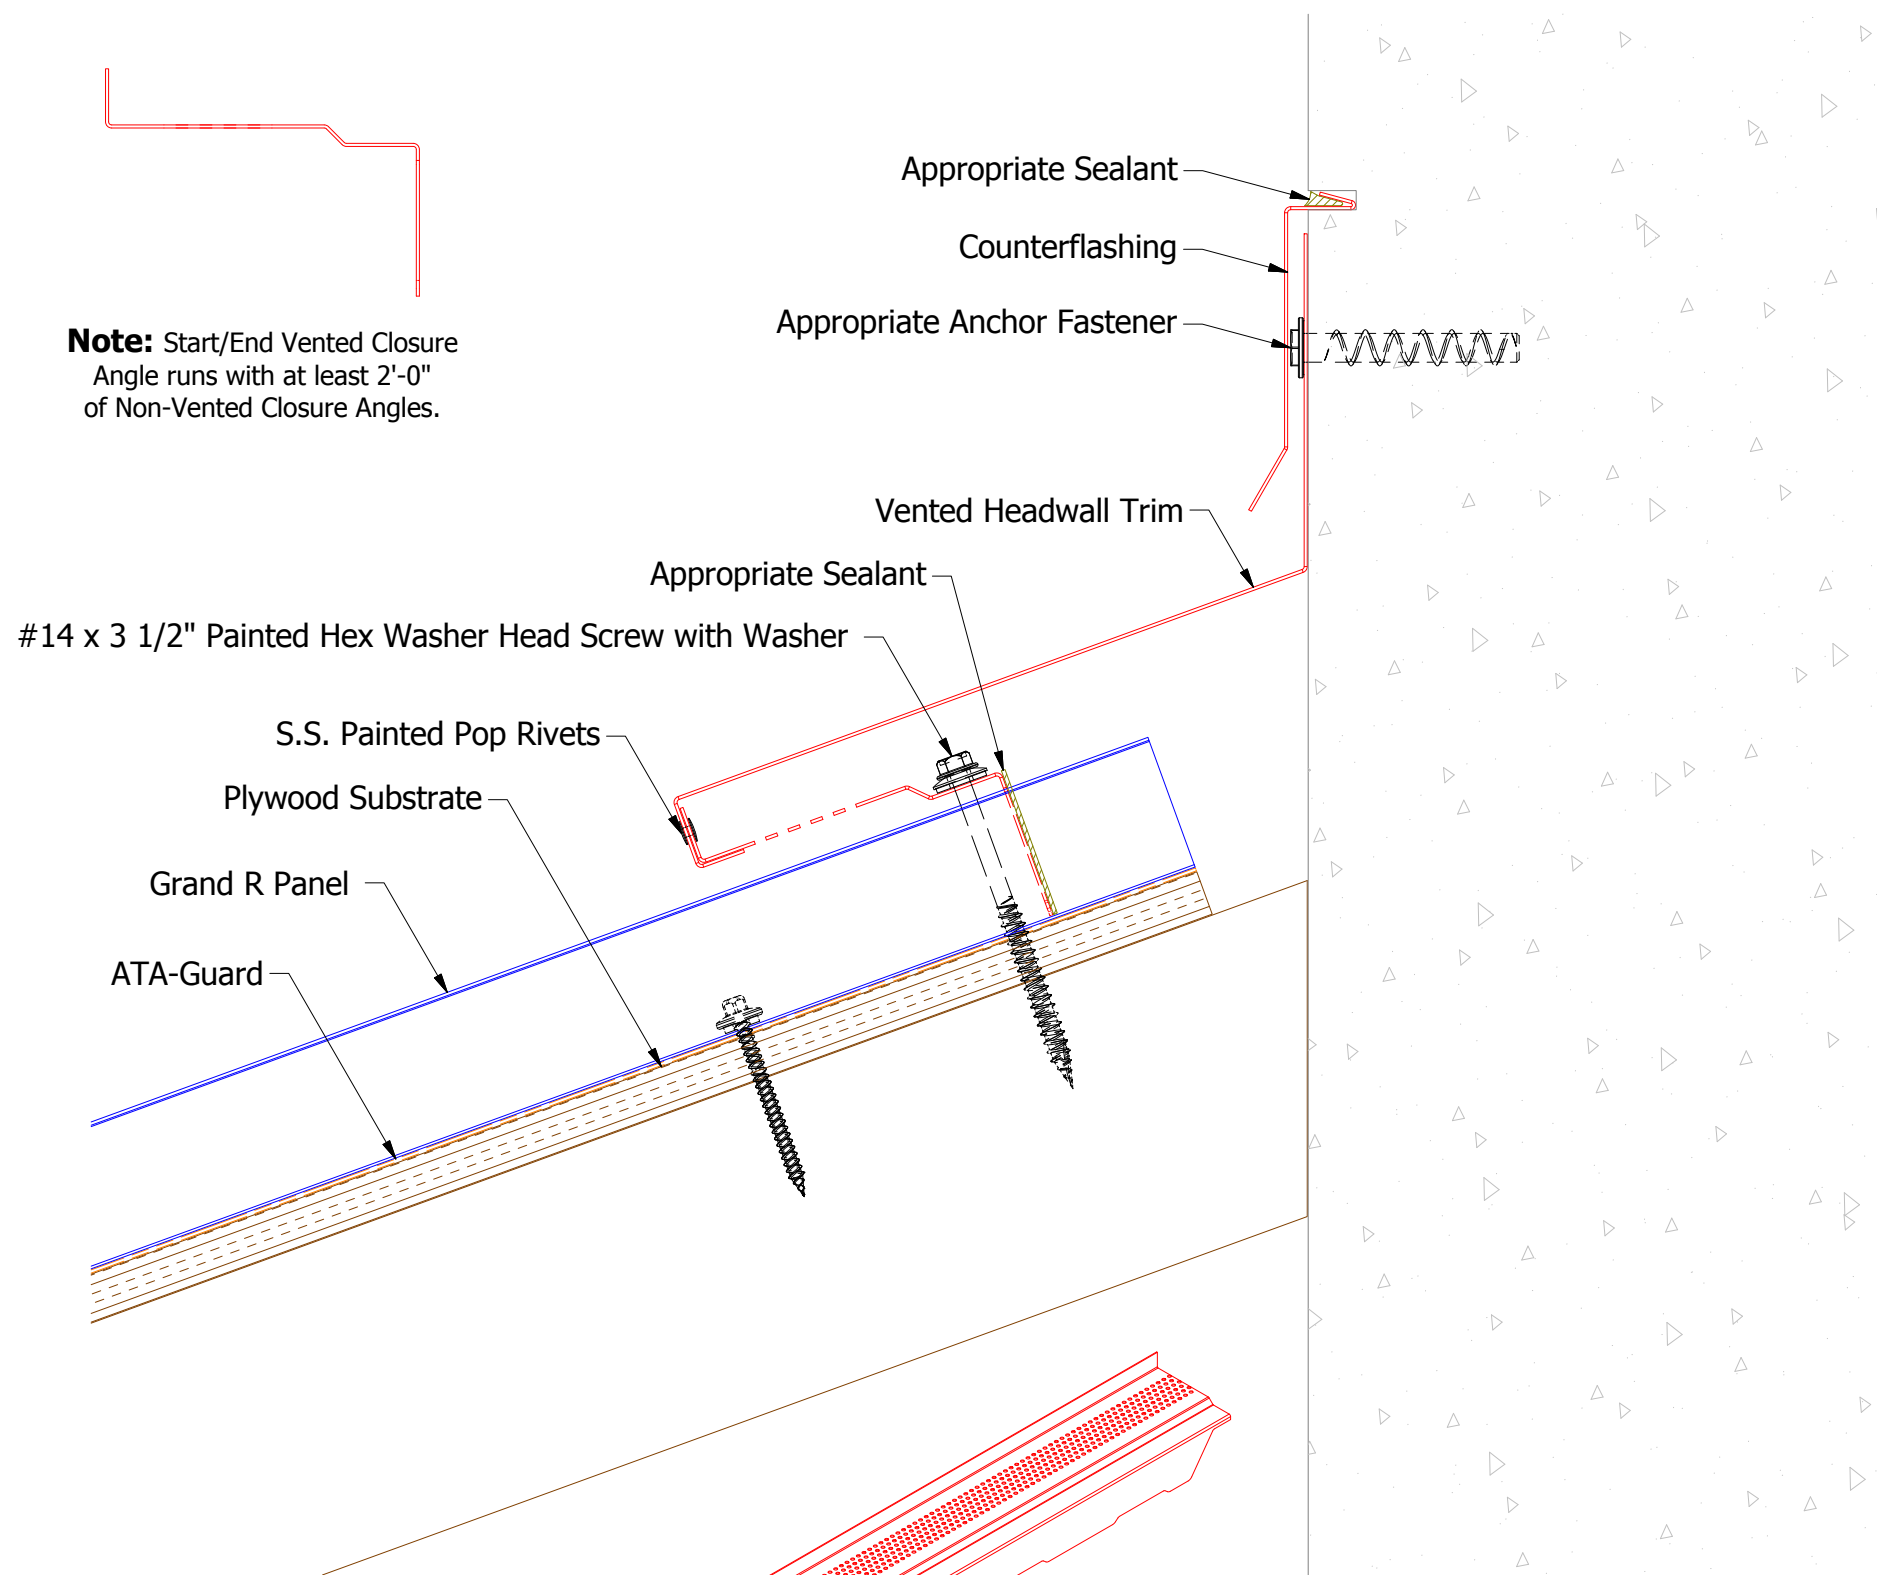 Appropriate Sealant
Counterflashing
Appropriate Anchor Fastener
Note: Start/End Vented Closure
Angle runs with at least 2'-0"
of Non-Vented Closure Angles.
Vented Headwall Trim
Appropriate Sealant
#14 x 3 1/2" Painted Hex Washer Head Screw with Washer
S.S. Painted Pop Rivets
Plywood Substrate
Grand R Panel
ATA-Guard